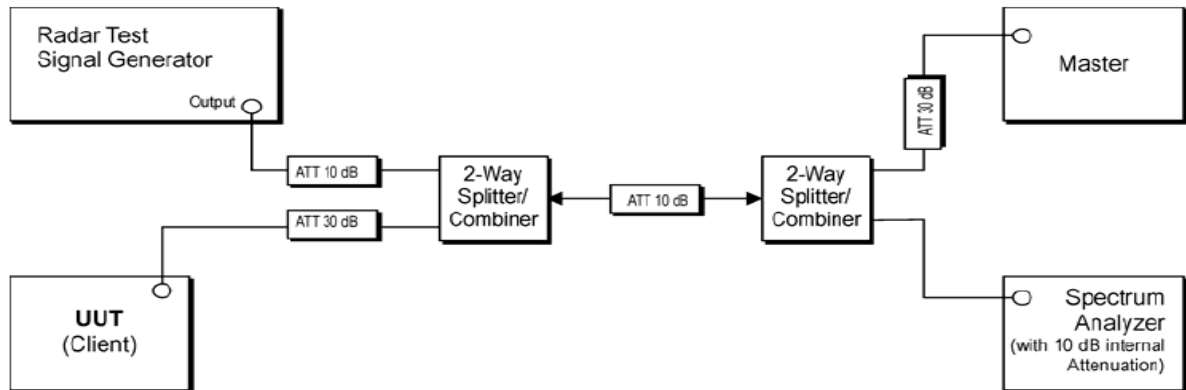 Radar Test
Signal Generator
Output
ATT 10 dB
ATT 30 dB
2-Way
Splitter/
Combiner
ATT 10 dB
2-Way
Splitter/
Combiner
ATT 30 dB
Master
UUT
(Client)
Spectrum
Analyzer
(with 10 dB internal
Attenuation)